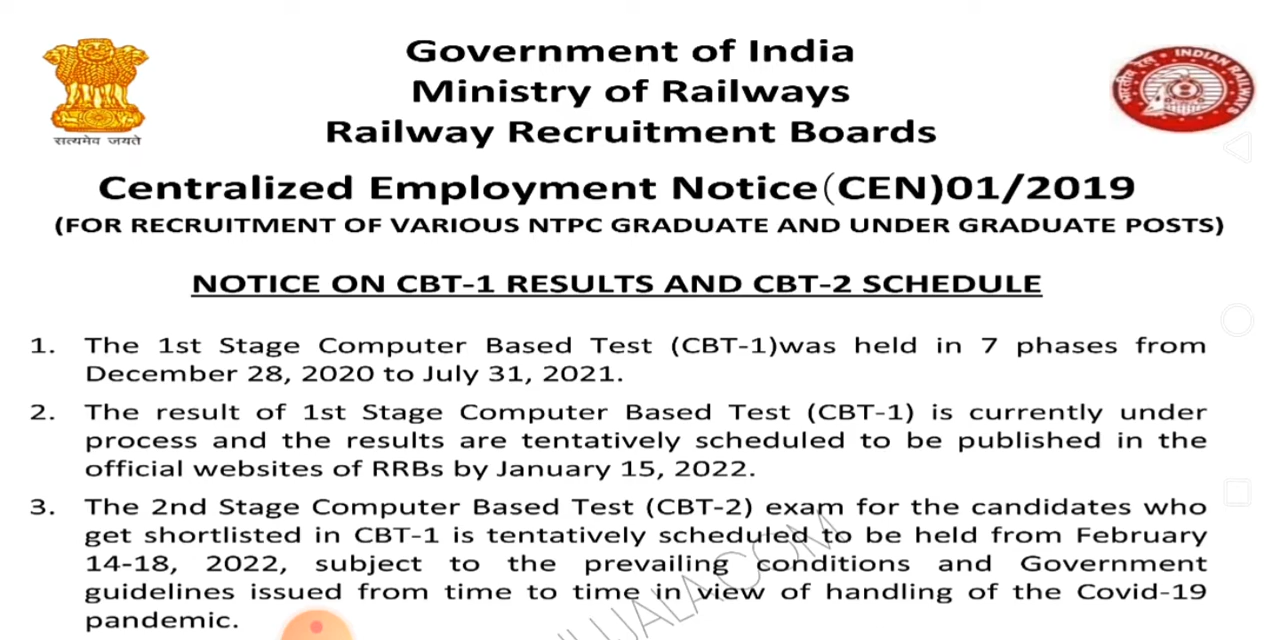 Government of India
Ministry of Railways
Railway Recruitment Boards
सत्यमेव जयते
भारतीय रेल INDIAN RAILWAY
Centralized Employment Notice(CEN)01/2019
(FOR RECRUITMENT OF VARIOUS NTPC GRADUATE AND UNDER GRADUATE POSTS)
NOTICE ON CBT-1 RESULTS AND CBT-2 SCHEDULE
1. The 1st Stage Computer Based Test (CBT-1)was held in 7 phases from
December 28, 2020 to July 31, 2021.
2. The result of 1st Stage Computer Based Test (CBT-1) is currently under
process and the results are tentatively scheduled to be published in the
official websites of RRBs by January 15, 2022.
3. The 2nd Stage Computer Based Test (CBT-2) exam for the candidates who
get shortlisted in CBT-1 is tentatively scheduled to be held from February
14-18, 2022, subject to the prevailing conditions and Government
guidelines issued from time to time in view of handling of the Covid-19
pandemic.